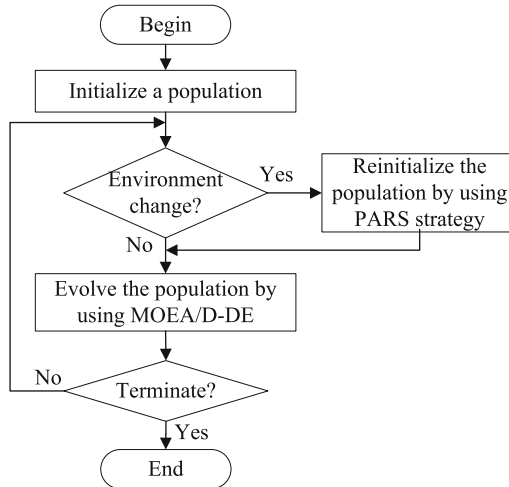 Begin
Initialize a population
Environment
change?
Yes
Reinitialize the
population by using
PARS strategy
No
Evolve the population by
using MOEA/D-DE
No
Terminate?
Yes
End